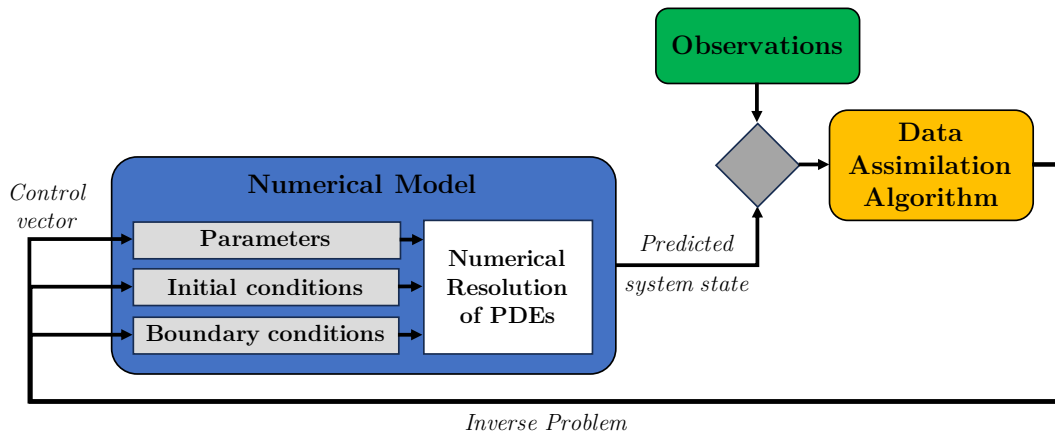 Observations
Data
Assimilation
Algorithm
Numerical Model
Control
vector
Parameters
Initial conditions
Boundary conditions
Numerical
Resolution
of PDEs
Predicted
system state
Inverse Problem